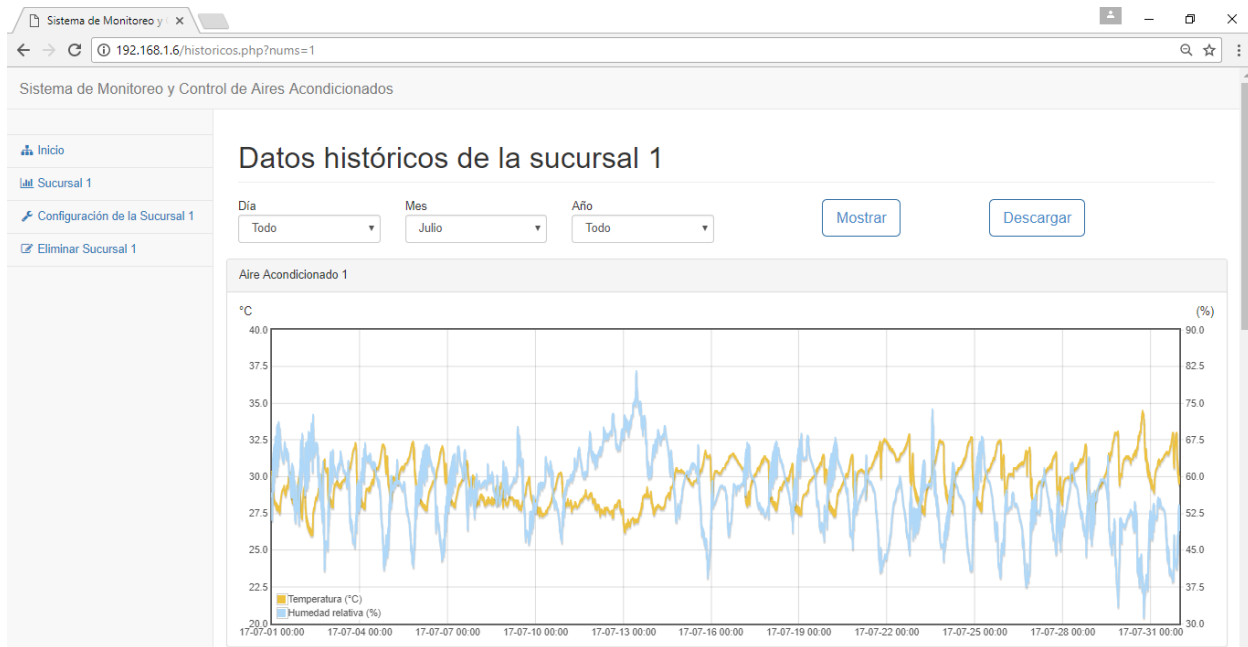 Sistema de Monitoreo y
192.168.1.6/historicos.php?nums=1
Sistema de Monitoreo y Control de Aires Acondicionados
Inicio
Sucursal 1
Configuración de la Sucursal 1
Eliminar Sucursal 1
Datos históricos de la sucursal 1
Día
Mes
Año
Todo
Julio
Todo
Mostrar
Descargar
Aire Acondicionado 1
°C
(%)
40.0
37.5
35.0
32.5
30.0
27.5
25.0
22.5
20.0
90.0
82.5
75.0
67.5
60.0
52.5
45.0
37.5
30.0
Temperatura (°C)
Humedad relativa (%)
17-07-01 00:00 17-07-04 00:00 17-07-07 00:00 17-07-10 00:00 17-07-13 00:00 17-07-16 00:00 17-07-19 00:00 17-07-22 00:00 17-07-25 00:00 17-07-28 00:00 17-07-31 00:00